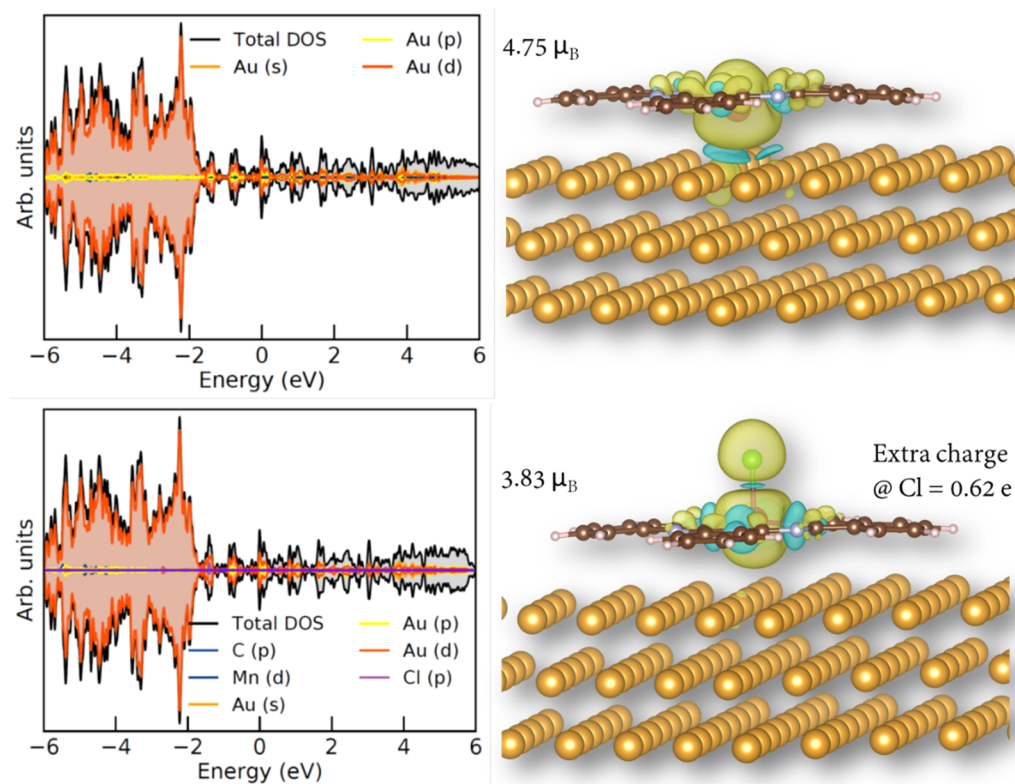 Total DOS
Au (s)
Au (p)
Au (d)
Arb. units
−6 −4 −2 0 2 4 6
Energy (eV)
4.75 μB
Total DOS
C (p)
Mn (d)
Au (s)
Au (p)
Au (d)
Cl (p)
Arb. units
−6 −4 −2 0 2 4 6
Energy (eV)
3.83 μB
Extra charge
@ Cl = 0.62 e